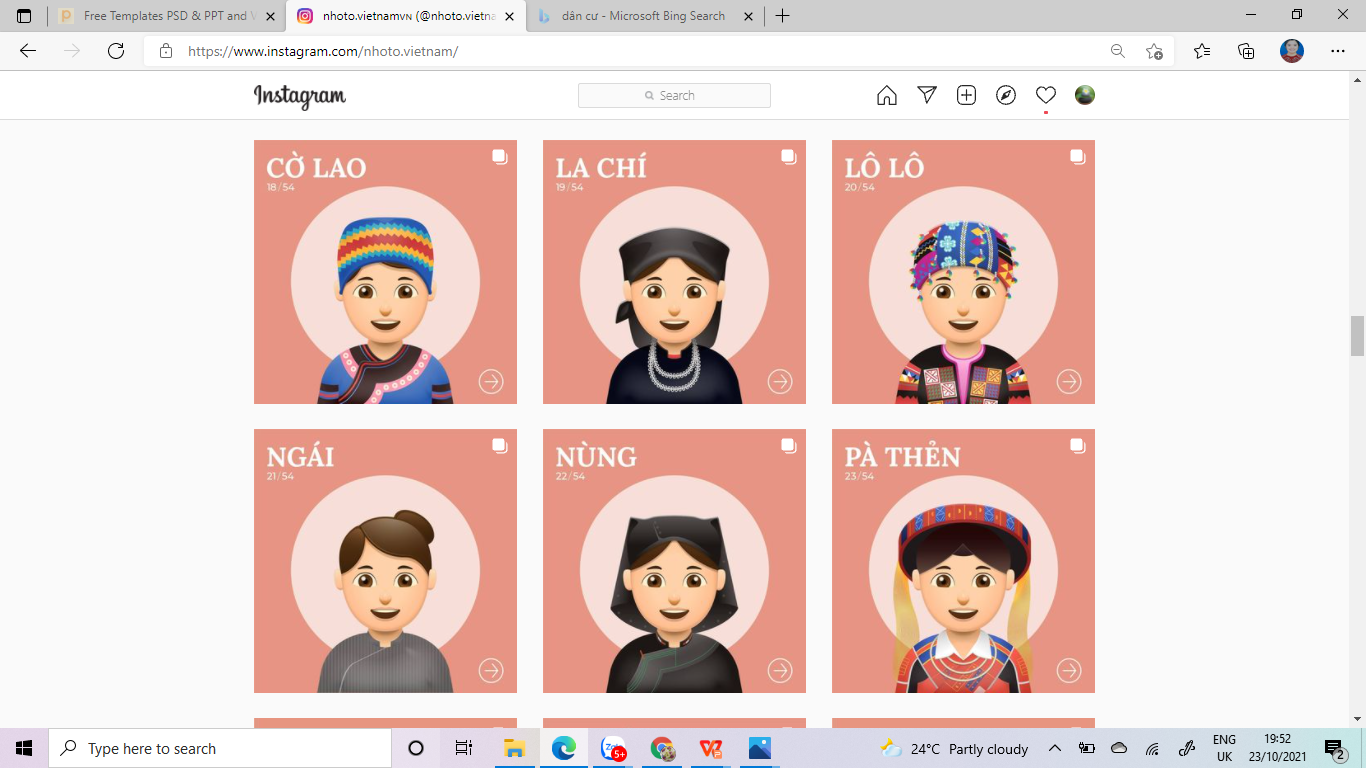 Free Templates PSD & PPT and V
nhoto.vietnamVN (@nhoto.vietna
dân cư - Microsoft Bing Search
https://www.instagram.com/nhoto.vietnam/
Instagram
Search
CỜ LAO
18/54
LA CHÍ
19/54
LÔ LÔ
20/54
NGÁI
21/54
NÙNG
22/54
PÀ THẺN
23/54
Type here to search
Zalo
5+
24°C Partly cloudy
ENG
UK
19:52
23/10/2021
2